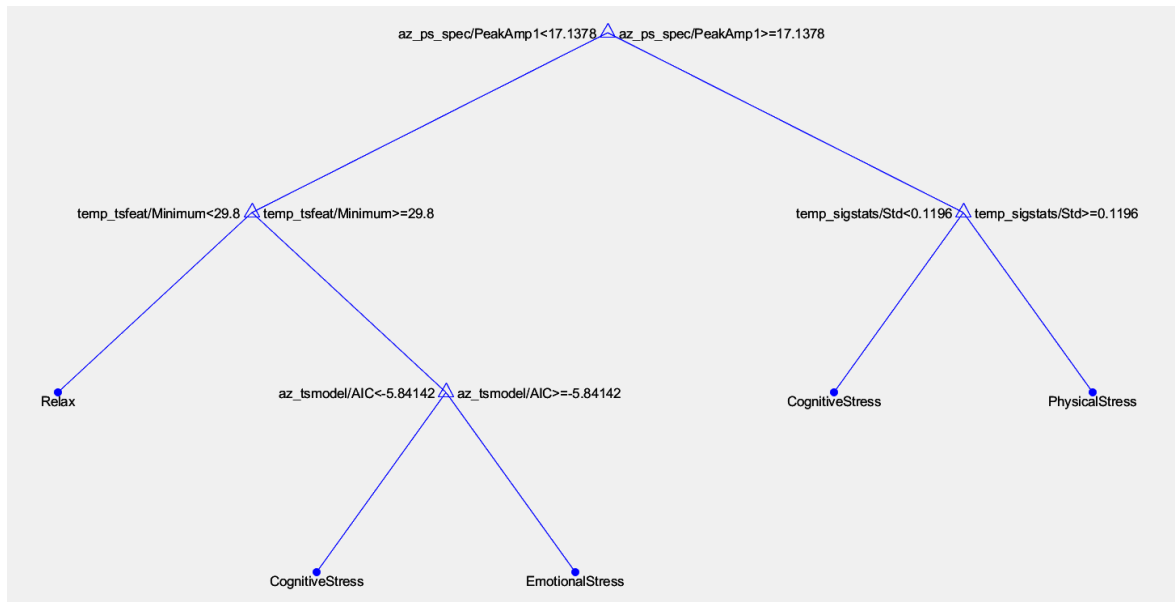 az_ps_spec/PeakAmp1<17.1378 az_ps_spec/PeakAmp1>=17.1378
temp_tsfeat/Minimum<29.8 temp_tsfeat/Minimum>=29.8
temp_sigstats/Std<0.1196 temp_sigstats/Std>=0.1196
Relax
az_tsmodel/AIC<-5.84142 az_tsmodel/AIC>=-5.84142
CognitiveStress
PhysicalStress
CognitiveStress
EmotionalStress